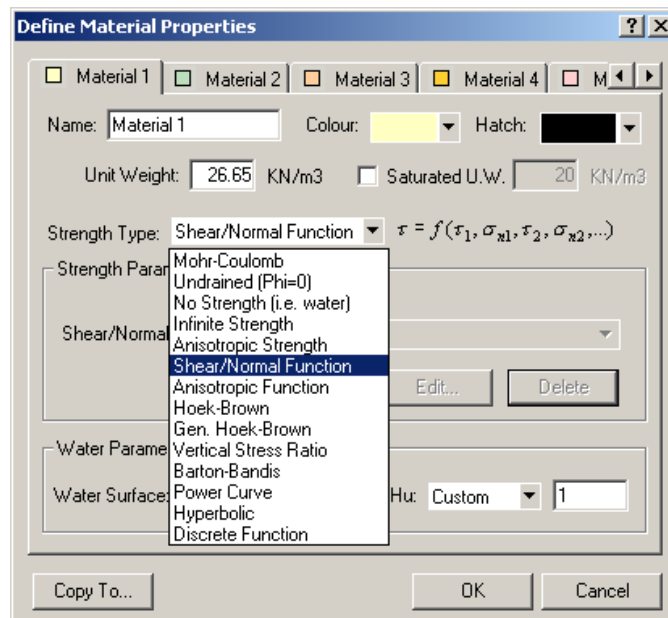 Define Material Properties
?
Material 1
Material 2
Material 3
Material 4
M
Name: Material 1
Colour:
Hatch:
Unit Weight: 26.65 KN/m3
Saturated U.W. 20 KN/m3
Strength Type: Shear/Normal Function
τ = f(τ1, σn1, τ2, σn2,...)
Strength Paran
Mohr-Coulomb
Undrained (Phi=0)
No Strength (i.e. water)
Infinite Strength
Anisotropic Strength
Shear/Normal Function
Anisotropic Function
Hoek-Brown
Gen. Hoek-Brown
Vertical Stress Ratio
Barton-Bandis
Power Curve
Hyperbolic
Discrete Function
Shear/Normal
Edit...
Delete
Water Parame
Water Surface:
Hu: Custom 1
Copy To...
OK
Cancel